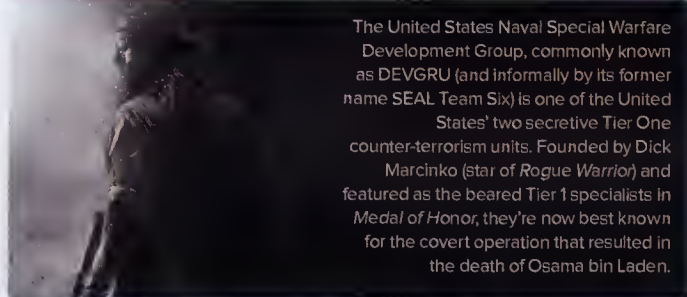 The United States Naval Special Warfare
Development Group, commonly known
as DEVGRU (and informally by its former
name SEAL Team Six) is one of the United
States' two secretive Tier One
counter-terrorism units. Founded by Dick
Marcinko (star of Rogue Warrior) and
featured as the beared Tier 1 specialists in
Medal of Honor, they're now best known
for the covert operation that resulted in
the death of Osama bin Laden.